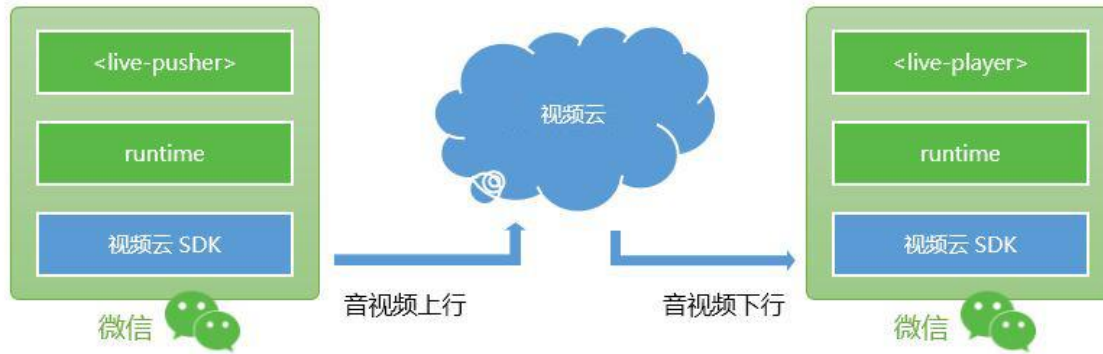 <live-pusher>
runtime
视频云 SDK
微信
音视频上行
视频云
音视频下行
<live-player>
runtime
视频云 SDK
微信